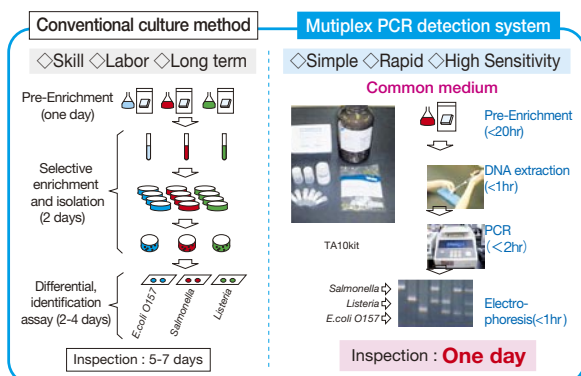 Conventional culture method
◇Skill ◇Labor ◇Long term
Pre-Enrichment
(one day)
Selective
enrichment
and isolation
(2 days)
Differential,
identification
assay (2-4 days)
E.coli O157
Salmonella
Listeria
Inspection : 5-7 days
Mutiplex PCR detection system
◇Simple ◇Rapid ◇High Sensitivity
Common medium
Pre-Enrichment
(<20hr)
DNA extraction
(<1hr)
TA10kit
PCR
(<2hr)
Salmonella
Listeria
E.coli O157
Electro-
phoresis(<1hr)
Inspection : One day